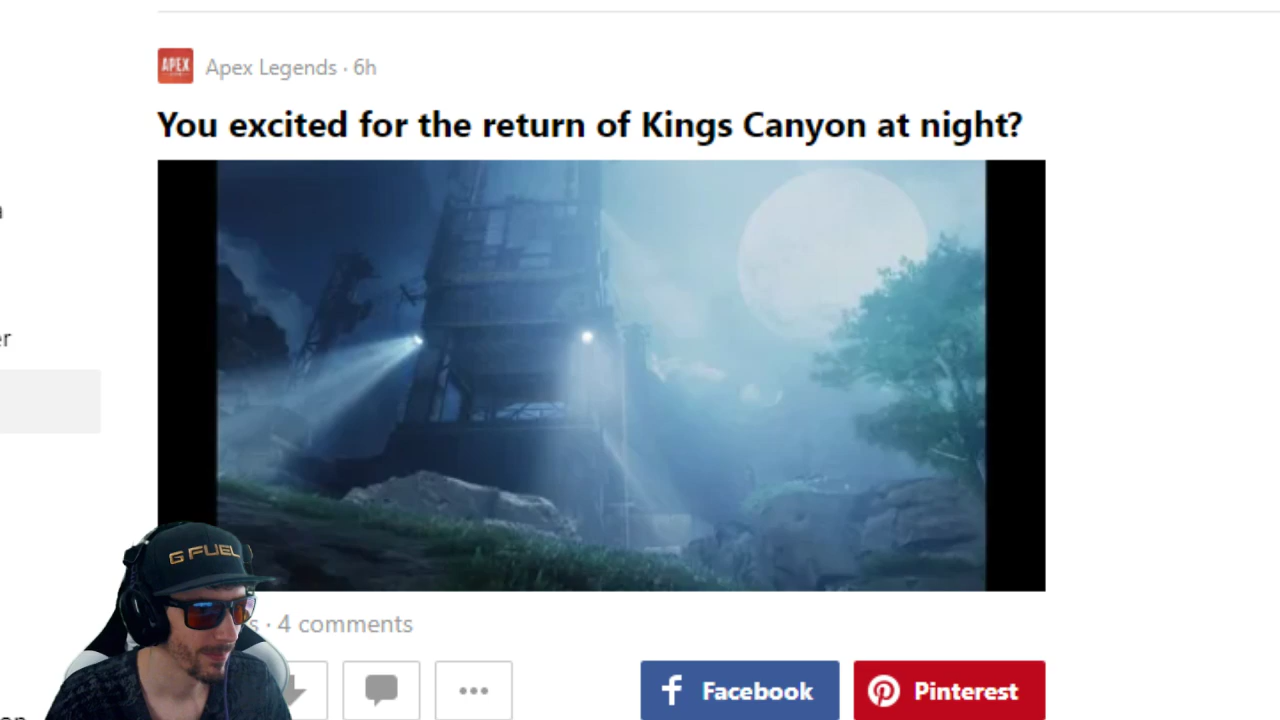 APEX
Apex Legends · 6h
You excited for the return of Kings Canyon at night?
er
G FUEL
s · 4 comments
Facebook
Pinterest